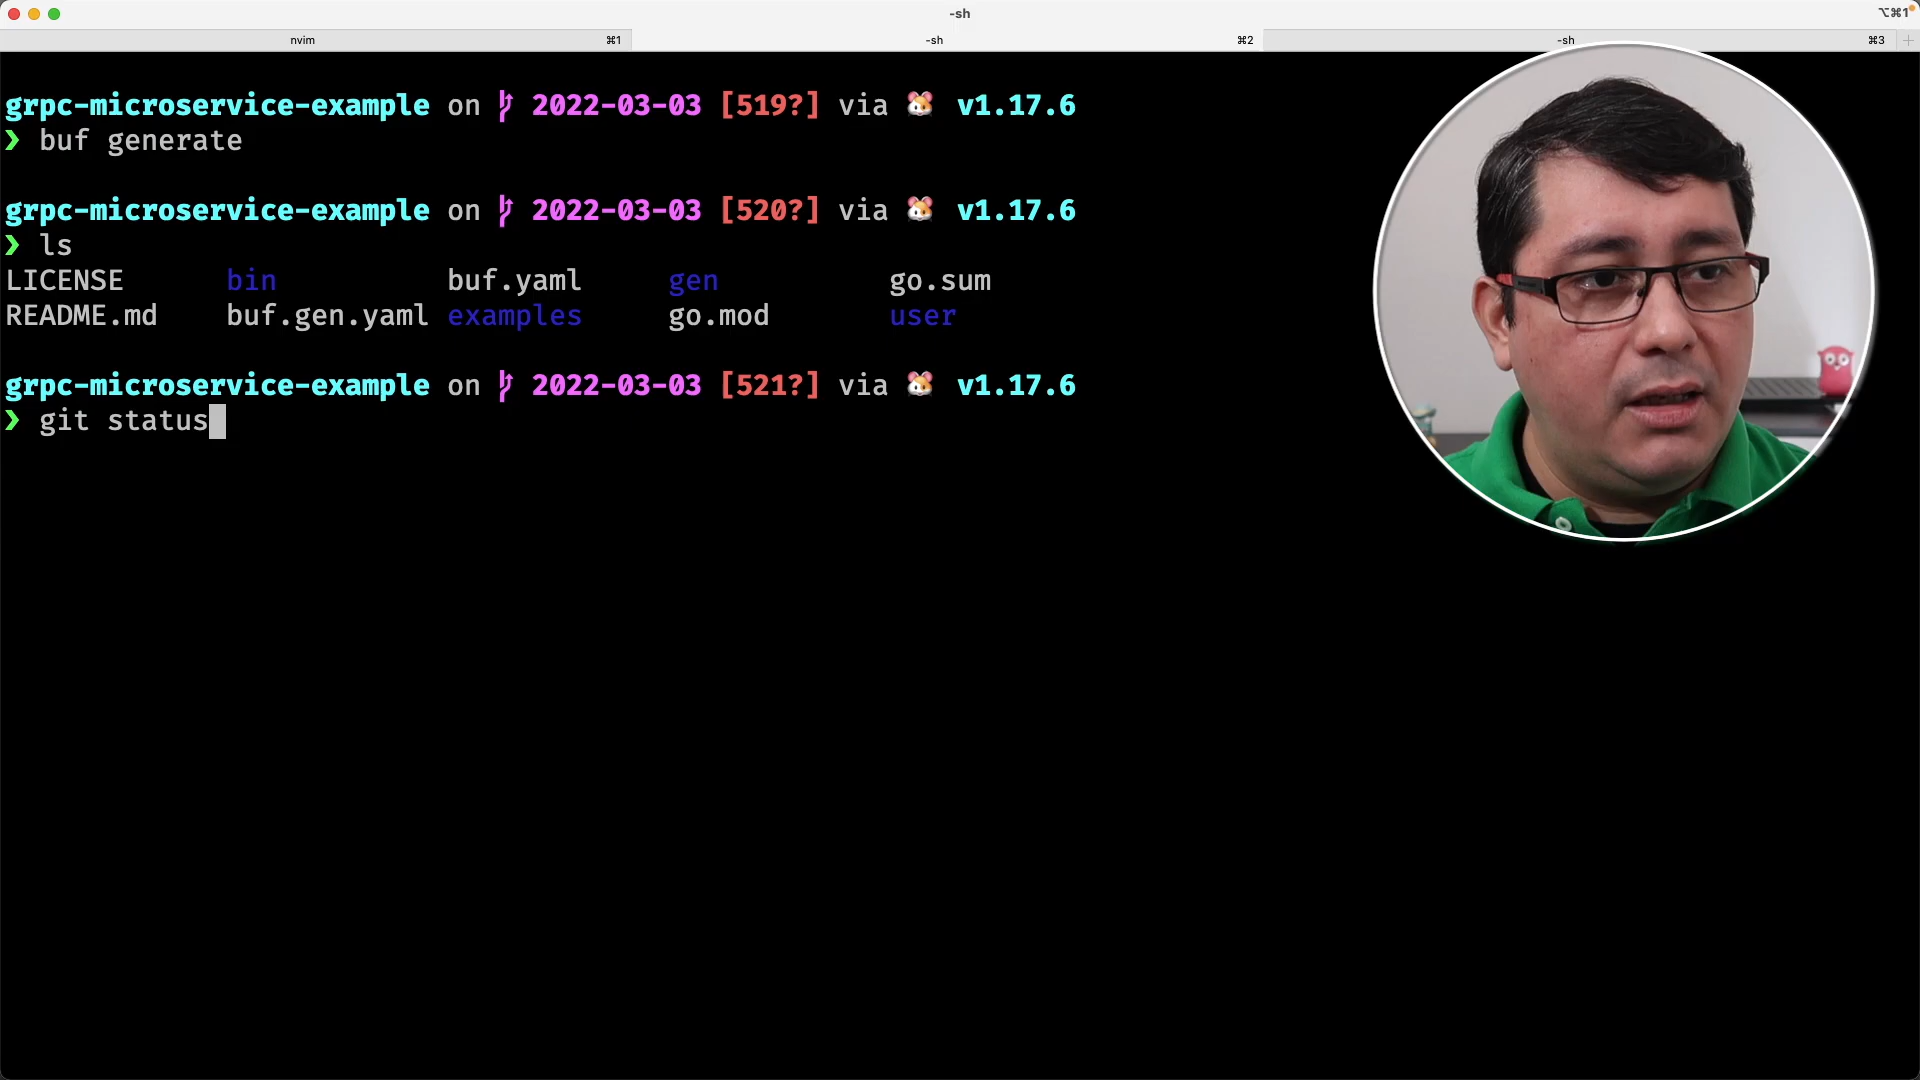 -sh
⌥⌘1
nvim ⌘1
-sh ⌘2
-sh ⌘3
grpc-microservice-example on 2022-03-03 [519?] via 🐹 v1.17.6
❯ buf generate
grpc-microservice-example on 2022-03-03 [520?] via 🐹 v1.17.6
❯ ls
LICENSE bin buf.yaml gen go.sum
README.md buf.gen.yaml examples go.mod user
grpc-microservice-example on 2022-03-03 [521?] via 🐹 v1.17.6
❯ git status